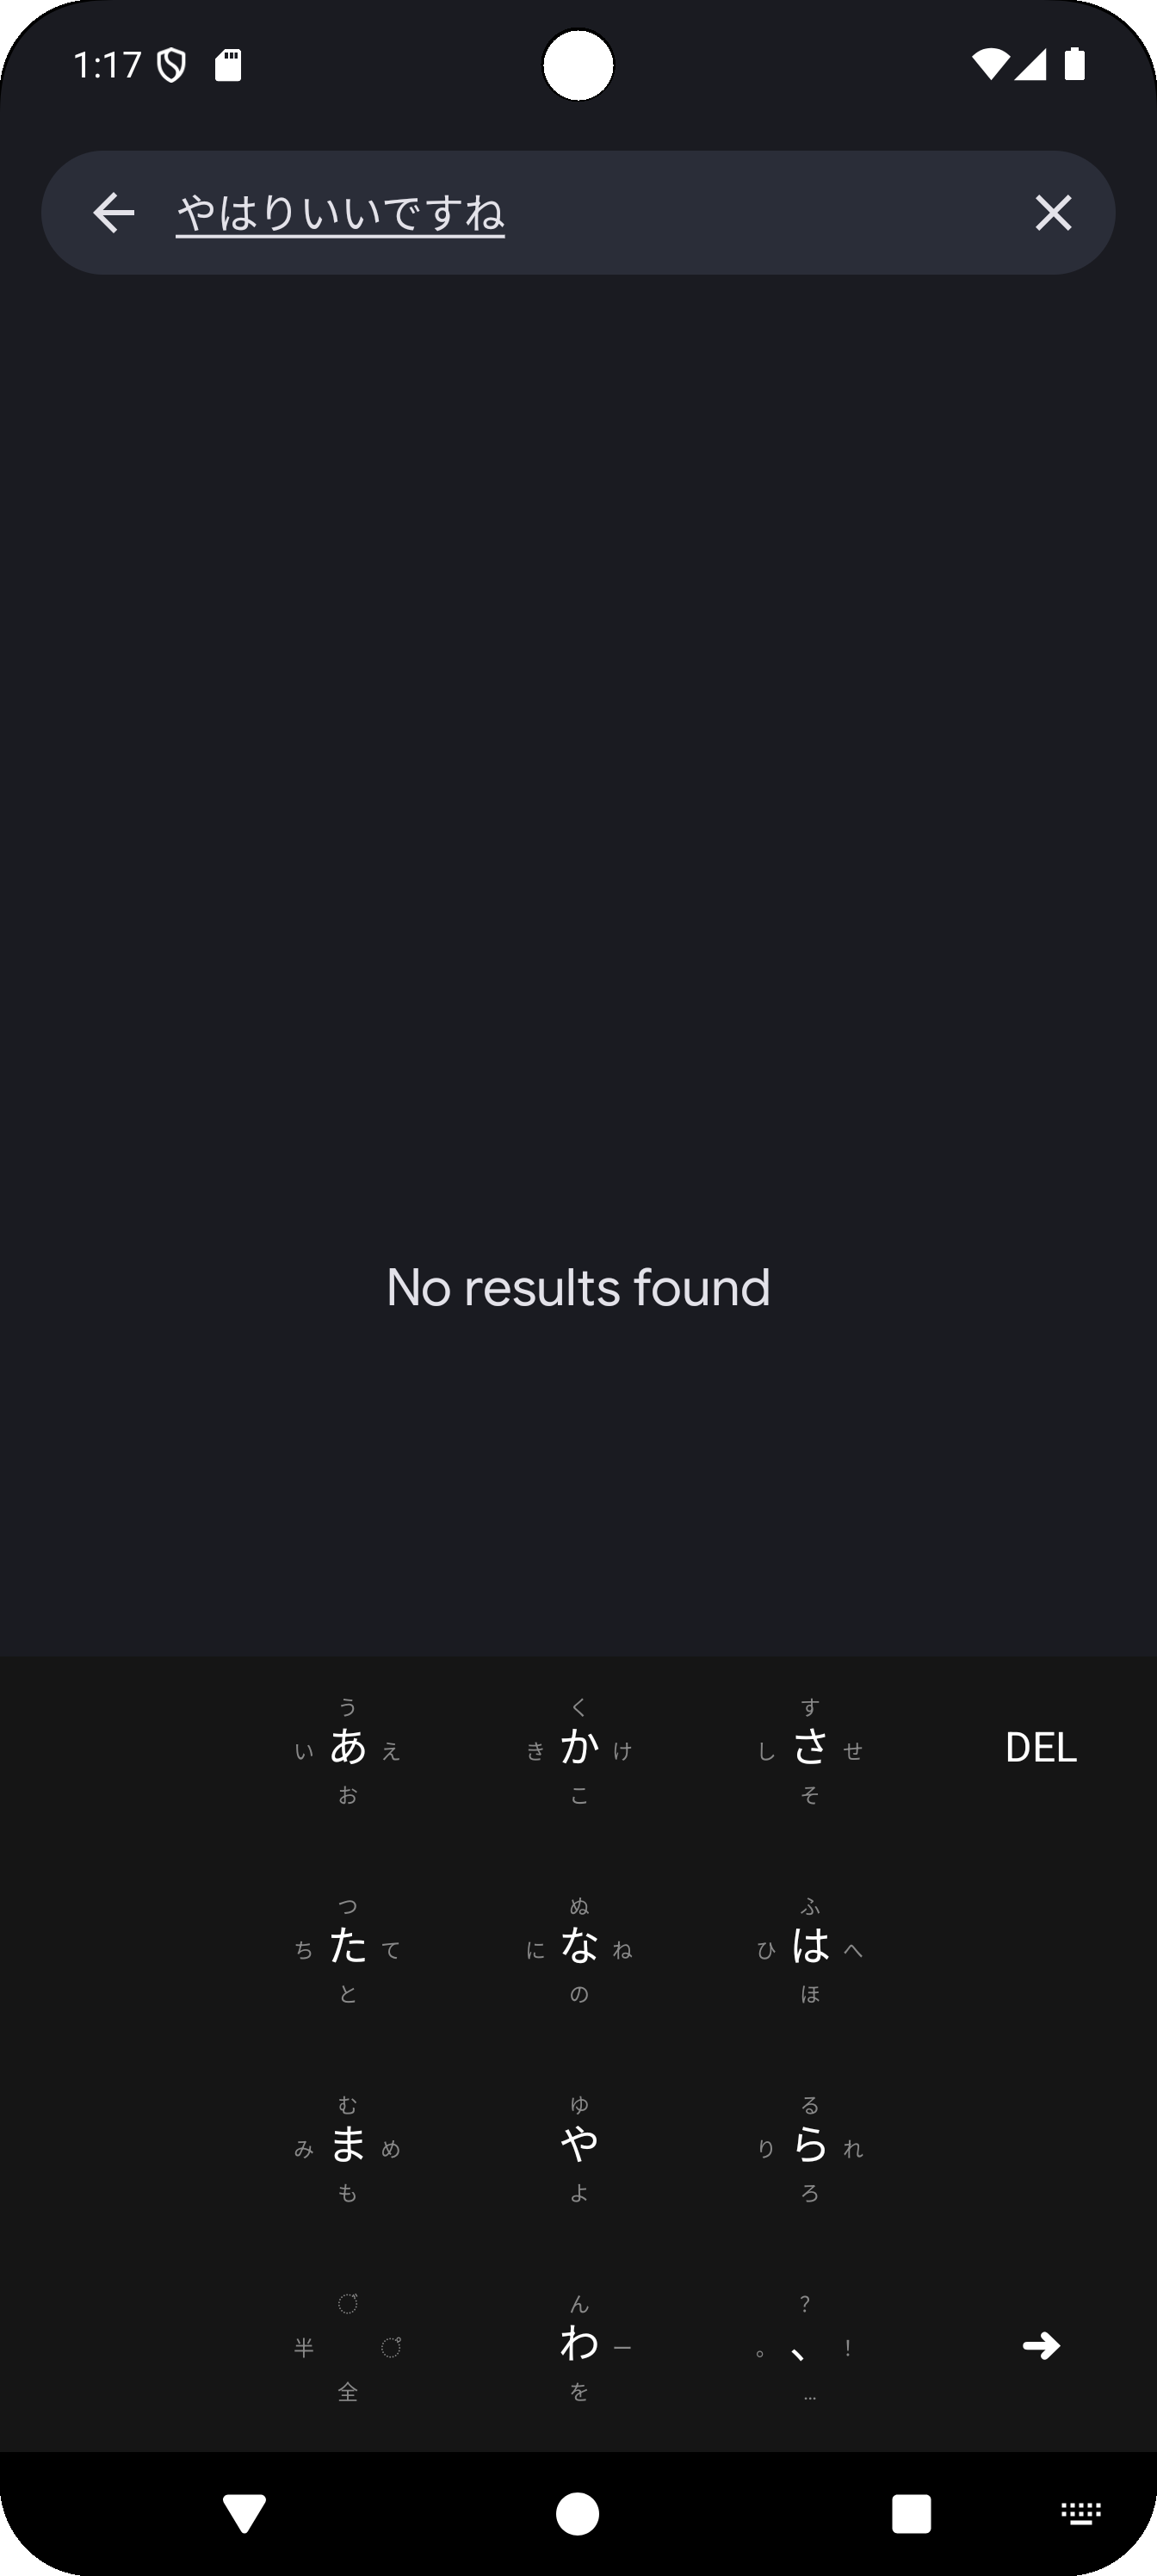 1:17
やはりいいですね
No results found
う く す
い あ え き か け し さ せ DEL
お こ そ
つ ぬ ふ
ち た て に な ね ひ は へ
と の ほ
む ゆ る
み ま め や り ら れ
も よ ろ
ん ?
半 わ ー 。 、 !
全 を …